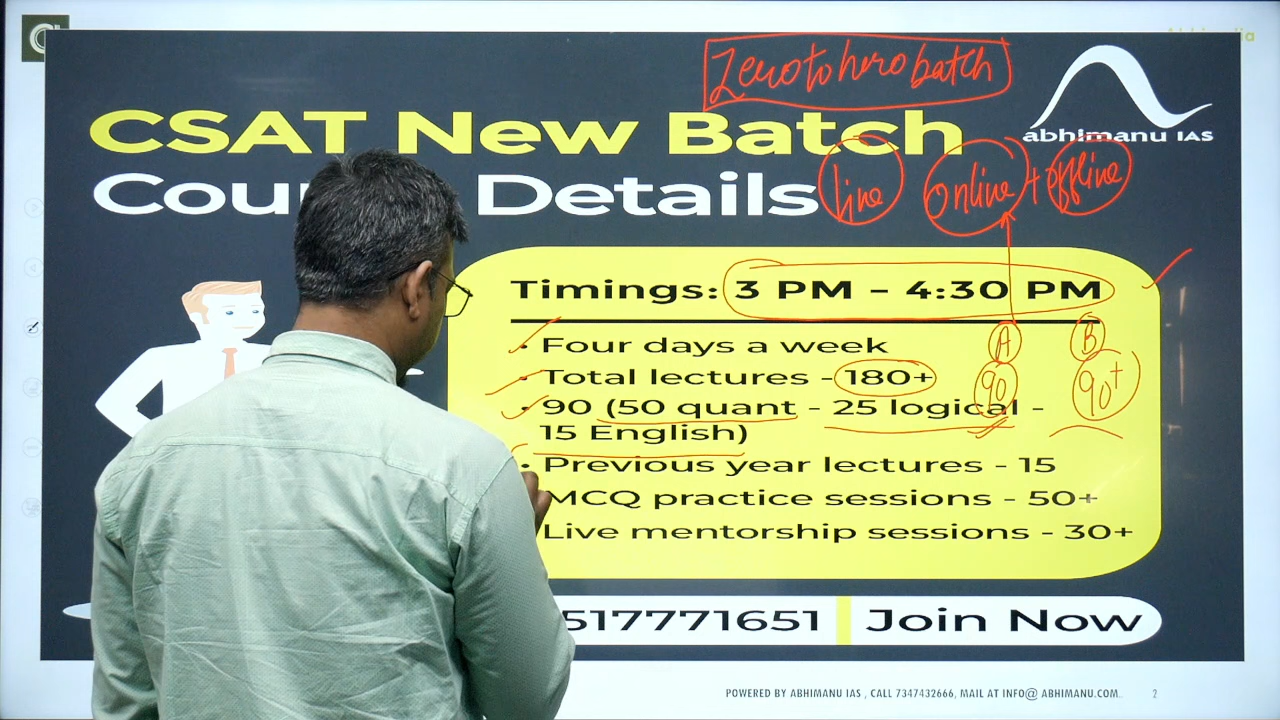 Zero to hero batch
abhimanu IAS
CSAT New Batch
Cou Details
live online + offline
Timings: 3 PM - 4:30 PM
A B
• Four days a week
• Total lectures - 180+
90 90+
• 90 (50 quant - 25 logical -
15 English)
• Previous year lectures - 15
MCQ practice sessions - 50+
Live mentorship sessions - 30+
517771651 Join Now
POWERED BY ABHIMANU IAS , CALL 7347432666, MAIL AT INFO@ ABHIMANU.COM. 2